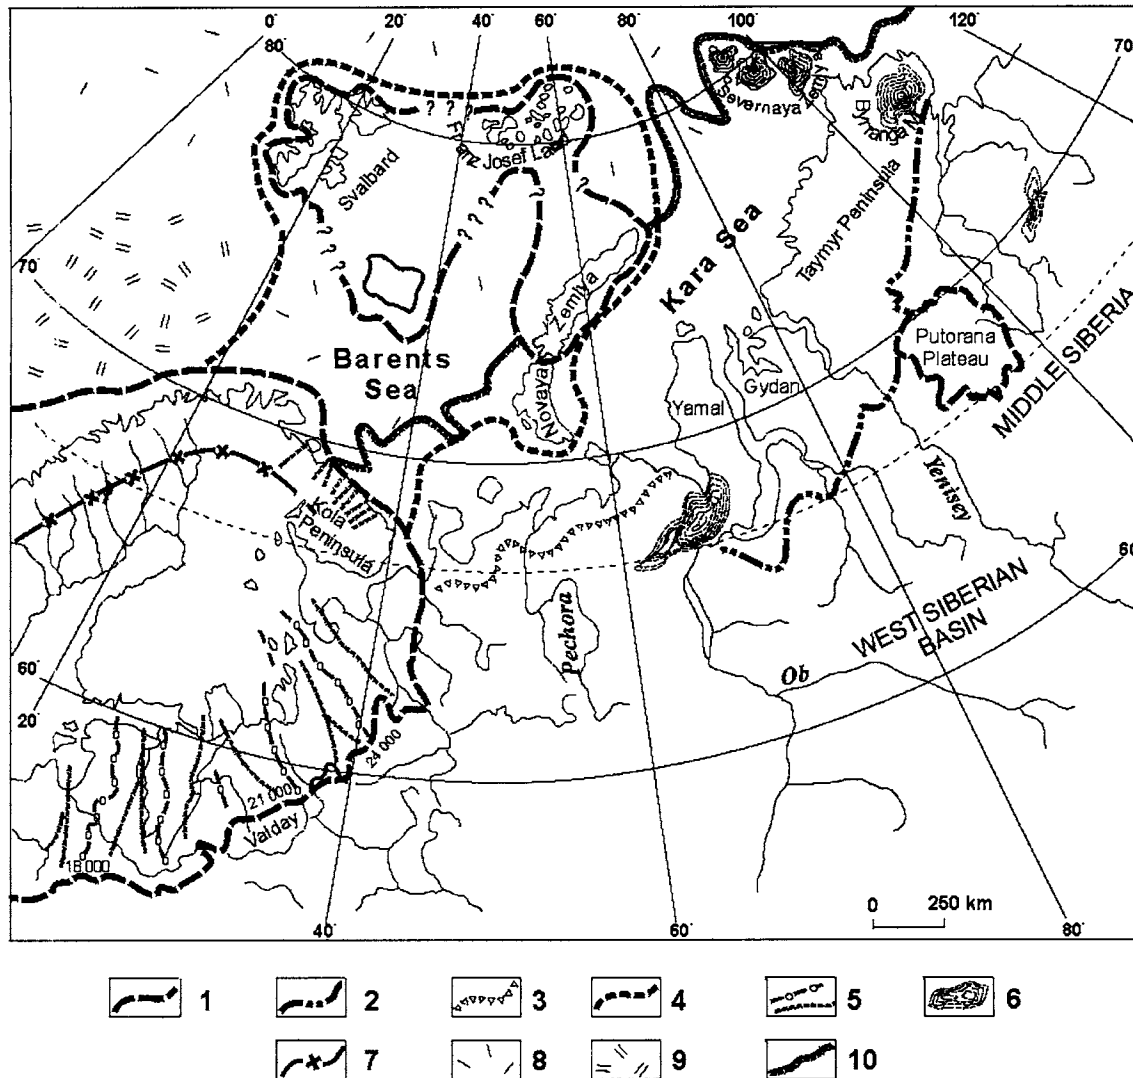 0° 20° 40° 60° 80° 100° 120°
80°
70°
Severnaya
Zemlya
Byrranga
Franz Josef Land
Svalbard
Taymyr Peninsula
Kara Sea
70°
Novaya Zemlya
Putorana
Plateau
Barents
Sea
Gydan
Yamal
MIDDLE SIBERIA
Yenisey
Kola
Peninsula
60°
WEST SIBERIAN
BASIN
Pechora
Ob
60°
20°
24 000
21 000
Valday
18 000
0 250 km
40° 60° 80°
1 2 3 4 5 6
7 8 9 10